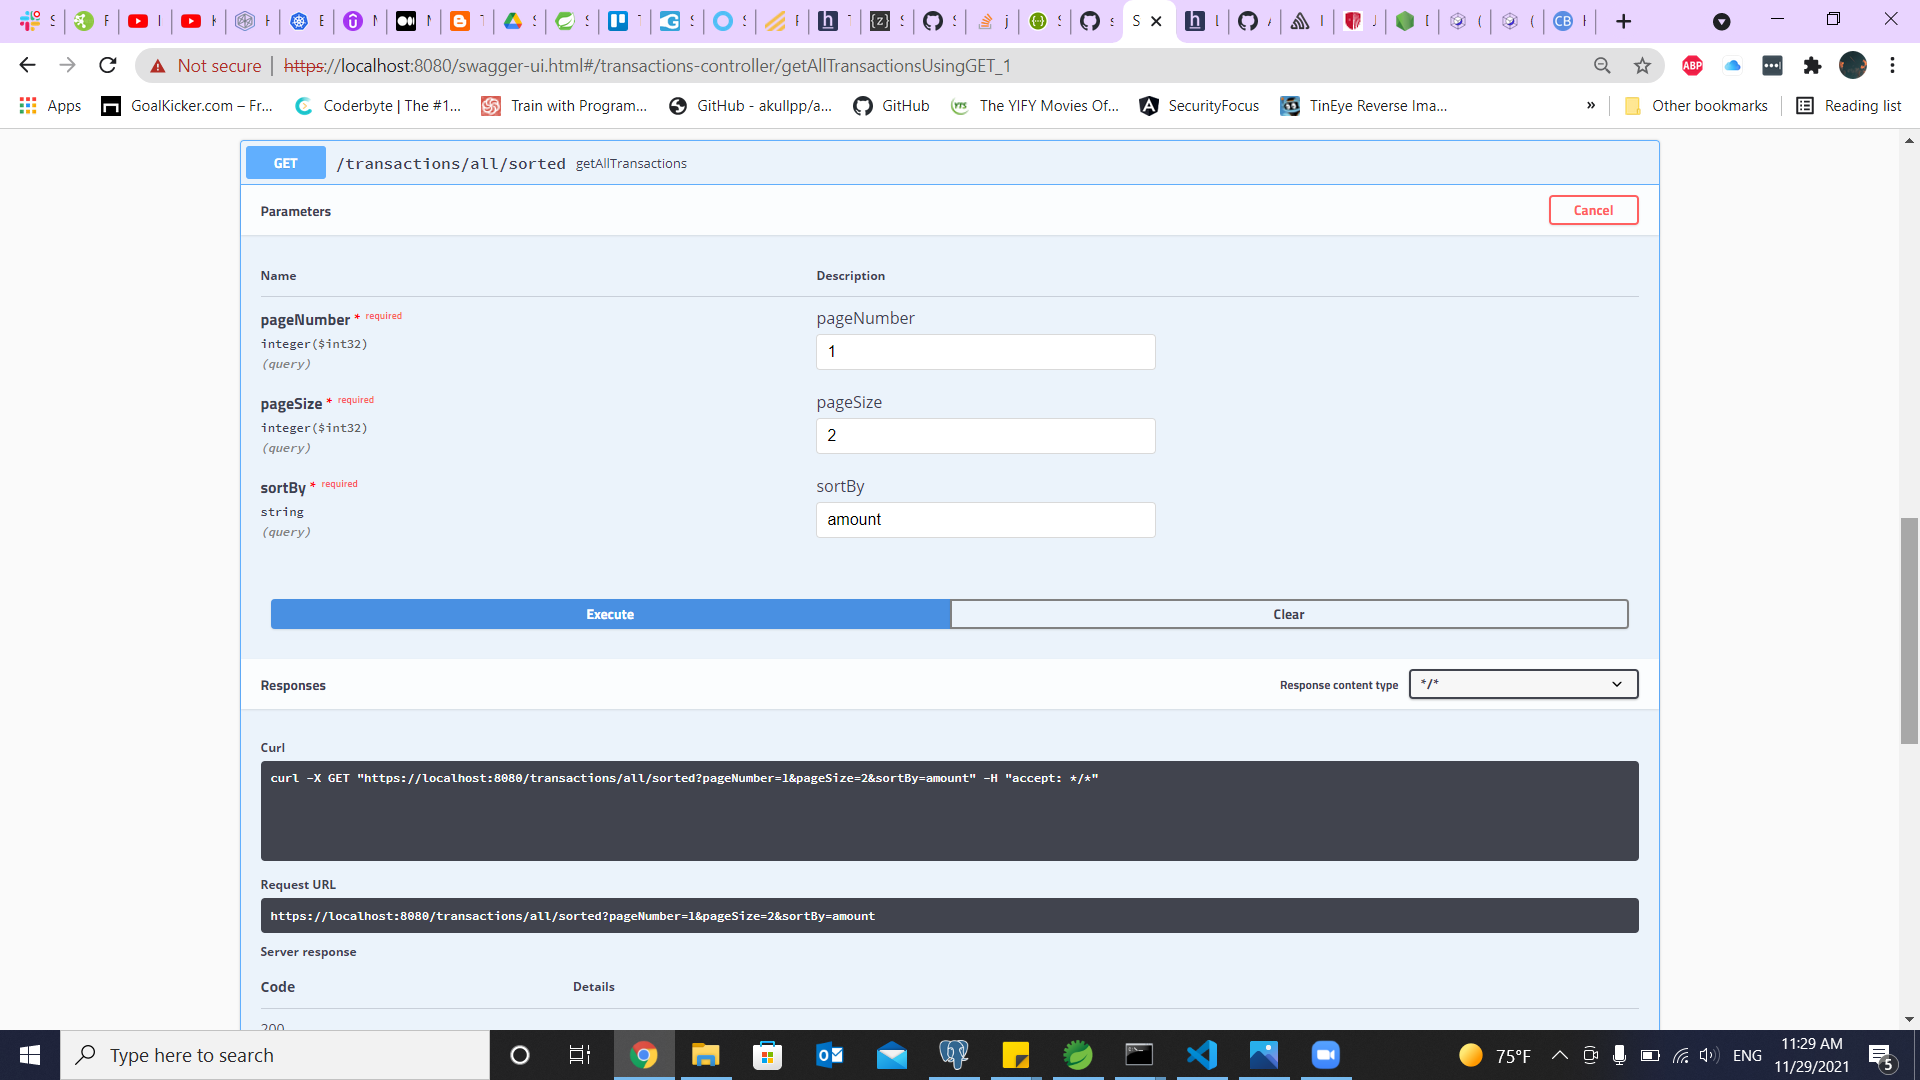 Not secure | https://localhost:8080/swagger-ui.html#/transactions-controller/getAllTransactionsUsingGET_1
ABP
Apps GoalKicker.com – Fr... Coderbyte | The #1... Train with Program... GitHub - akullpp/a... GitHub The YIFY Movies Of... SecurityFocus TinEye Reverse Ima... » Other bookmarks Reading list
GET /transactions/all/sorted getAllTransactions
Parameters Cancel
Name Description
pageNumber * required pageNumber
integer($int32) 1
(query)
pageSize * required pageSize
integer($int32) 2
(query)
sortBy * required sortBy
string amount
(query)
Execute Clear
Responses Response content type */*
Curl
curl -X GET "https://localhost:8080/transactions/all/sorted?pageNumber=1&pageSize=2&sortBy=amount" -H "accept: */*"
Request URL
https://localhost:8080/transactions/all/sorted?pageNumber=1&pageSize=2&sortBy=amount
Server response
Code Details
200
Type here to search 75°F ENG 11:29 AM
11/29/2021 5